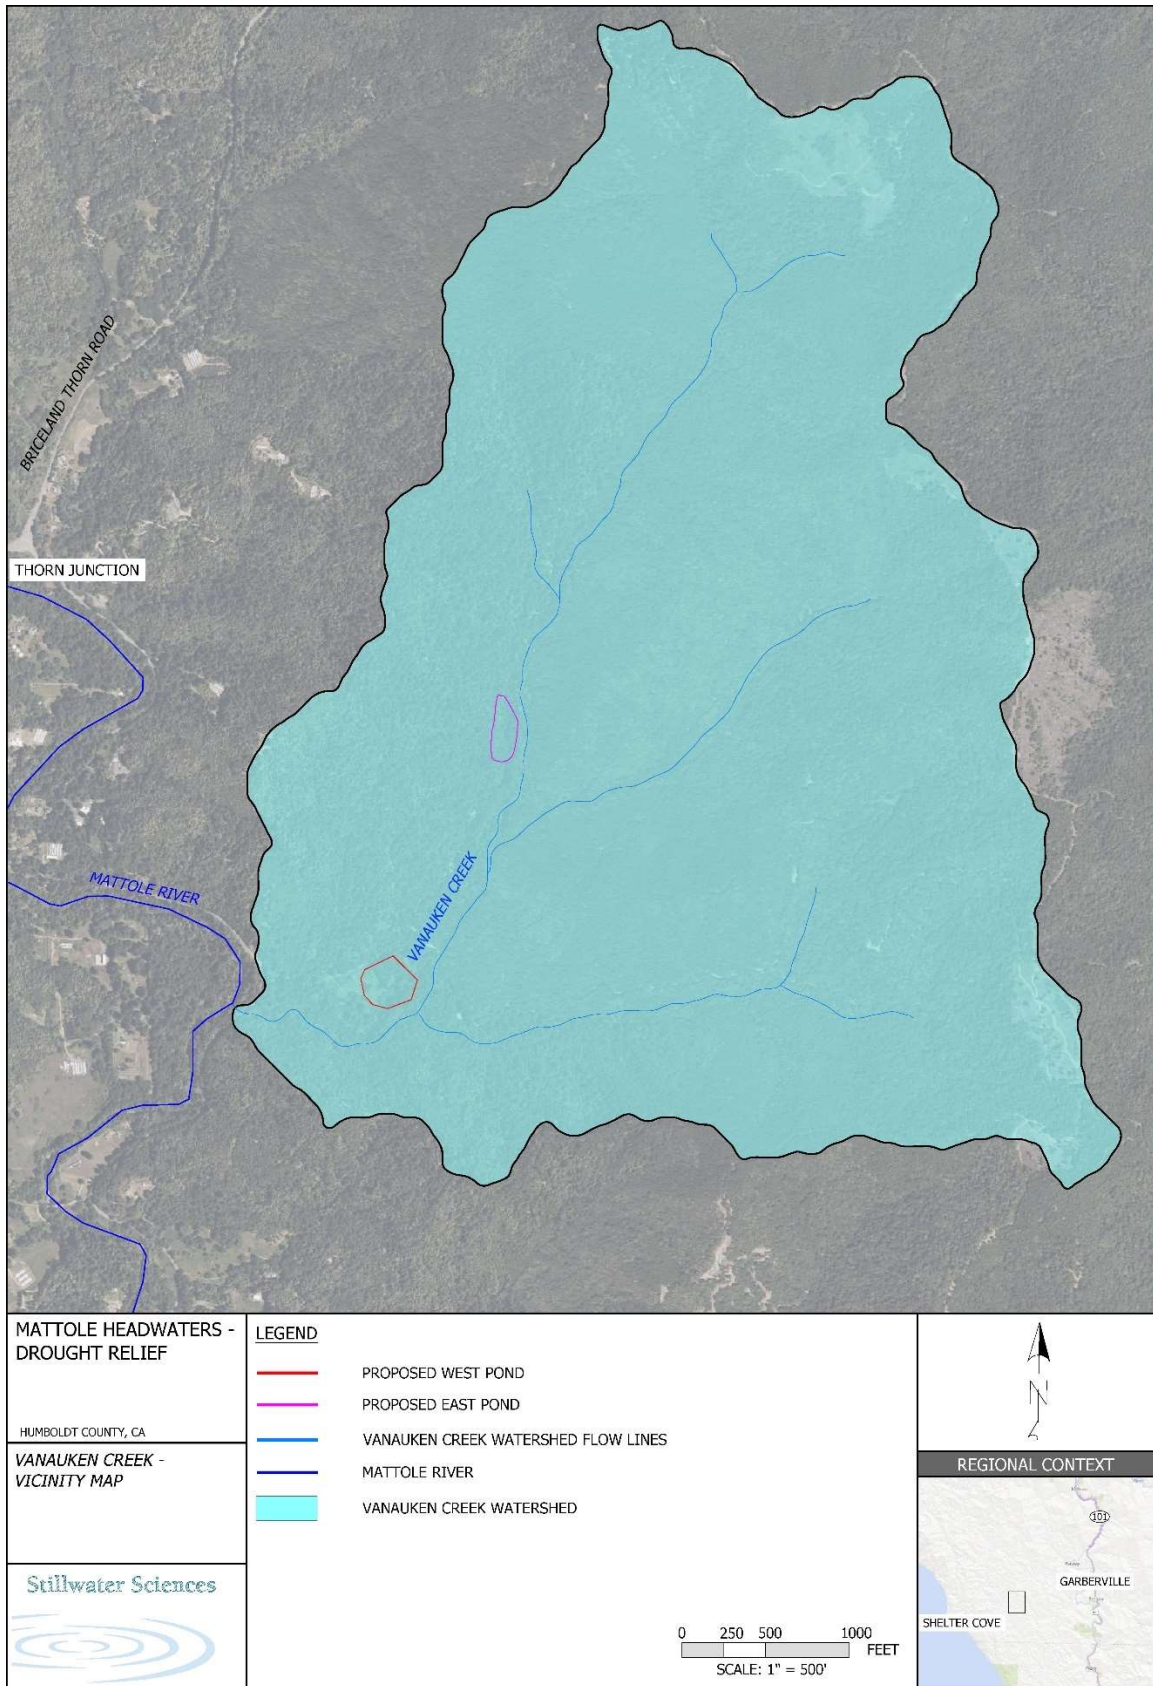 BRICELAND THORN ROAD
THORN JUNCTION
MATTOLE RIVER
VANAUKEN CREEK
MATTOLE HEADWATERS -
DROUGHT RELIEF
HUMBOLDT COUNTY, CA
VANAUKEN CREEK -
VICINITY MAP
Stillwater Sciences
LEGEND
PROPOSED WEST POND
PROPOSED EAST POND
VANAUKEN CREEK WATERSHED FLOW LINES
MATTOLE RIVER
VANAUKEN CREEK WATERSHED
0 250 500 1000
FEET
SCALE: 1" = 500'
N
REGIONAL CONTEXT
101
GARBERVILLE
SHELTER COVE